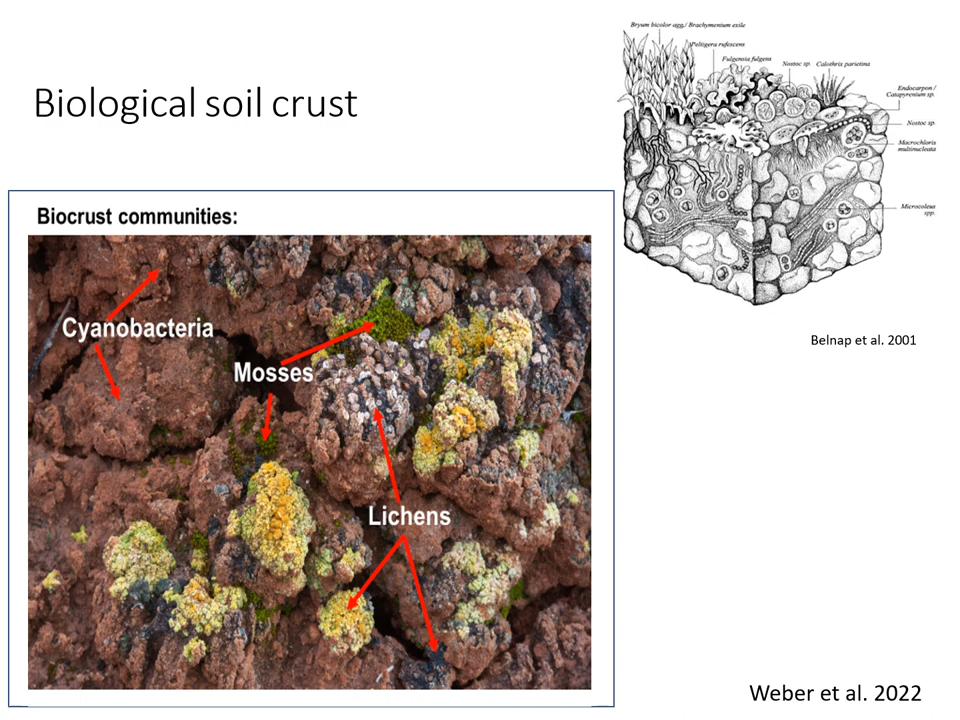 Biological soil crust
Bryum bicolor agg./ Brachymenium exile
Peltigera rufescens
Fulgensia fulgens
Nostoc sp.
Calothrix parietina
Endocarpon /
Catapyrenium sp.
Nostoc sp.
Macrochloris
multinucleata
Microcoleus
spp.
Belnap et al. 2001
Biocrust communities:
Cyanobacteria
Mosses
Lichens
Weber et al. 2022